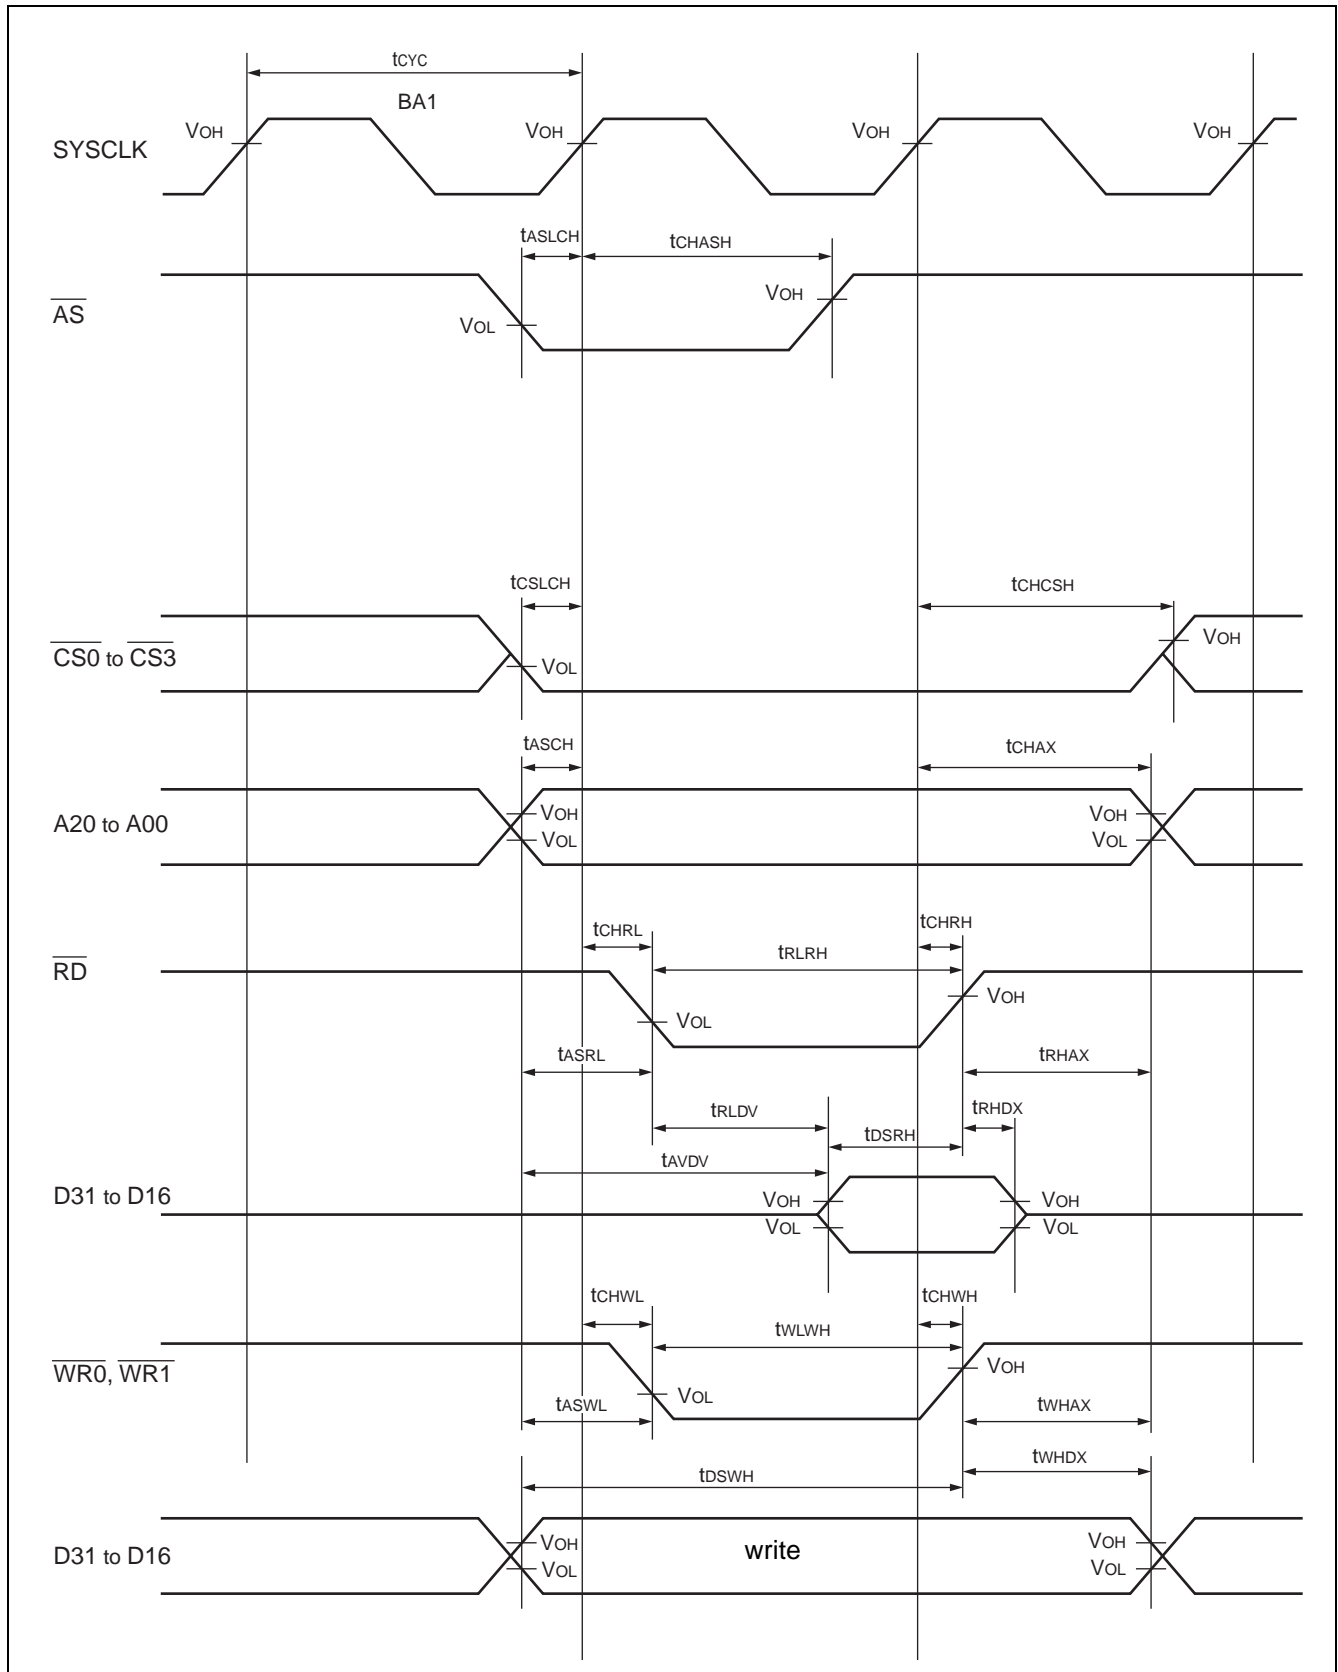 tCYC
BA1
VOH VOH VOH VOH
SYSCLK
tASLCH tCHASH
VOH
AS
VOL
tCSLCH tCHCSH
VOH
CS0 to CS3
VOL
tASCH tCHAX
VOH VOH
A20 to A00
VOL VOL
tCHRL tCHRH
tRLRH
RD
VOH
VOL
tASRL tRHAX
tRLDV tRHDX
tDSRH
tAVDV
D31 to D16
VOH VOH
VOL VOL
tCHWL tCHWH
tWLWH
WR0, WR1
VOH
VOL
tASWL tWHAX
tWHDX
tDSWH
VOH VOH
D31 to D16 write
VOL VOL